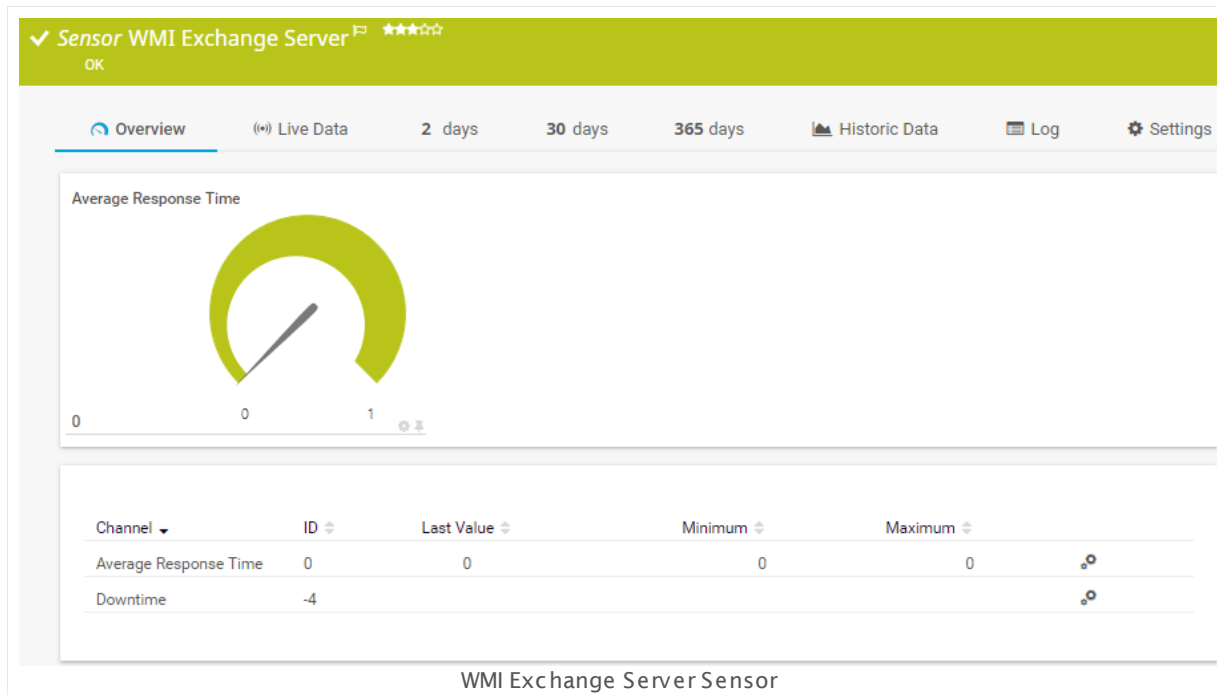 Sensor WMI Exchange Server
OK
Overview Live Data 2 days 30 days 365 days Historic Data Log Settings
Average Response Time
0 1
0
Channel ID Last Value Minimum Maximum
Average Response Time 0 0 0 0
Downtime -4
WMI Exchange Server Sensor